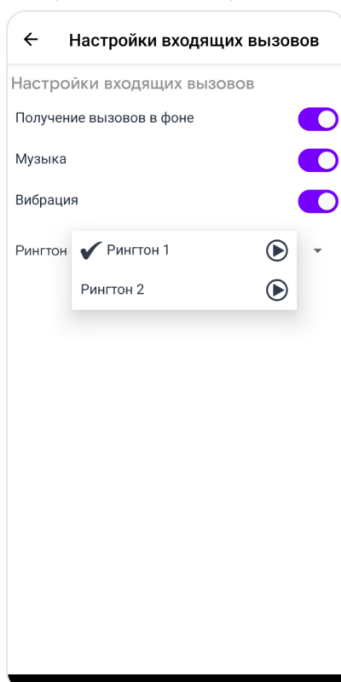 Настройки входящих вызовов
Настройки входящих вызовов
Получение вызовов в фоне
Музыка
Вибрация
Рингтон Рингтон 1
Рингтон 2